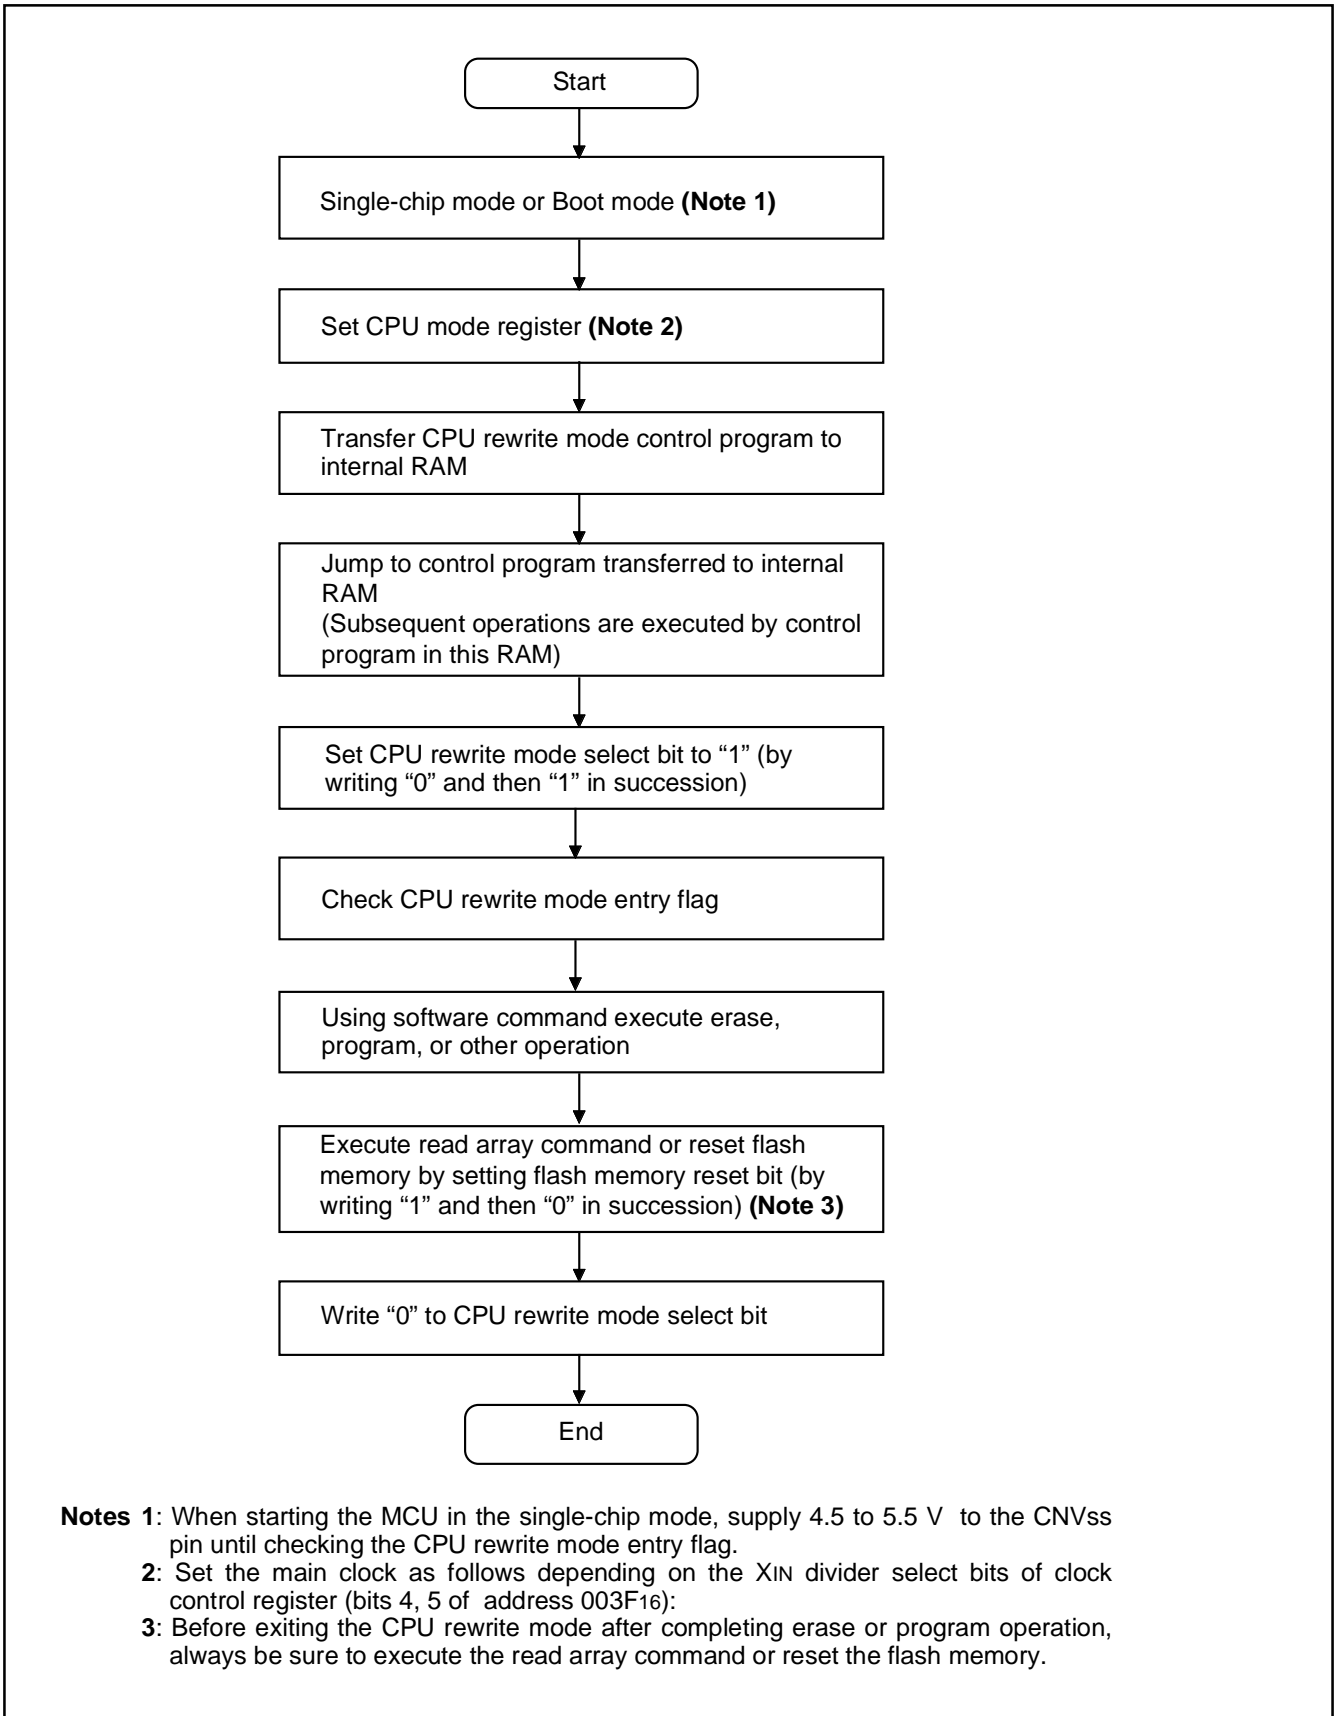 Start
Single-chip mode or Boot mode (Note 1)
Set CPU mode register (Note 2)
Transfer CPU rewrite mode control program to
internal RAM
Jump to control program transferred to internal
RAM
(Subsequent operations are executed by control
program in this RAM)
Set CPU rewrite mode select bit to “1” (by
writing “0” and then “1” in succession)
Check CPU rewrite mode entry flag
Using software command execute erase,
program, or other operation
Execute read array command or reset flash
memory by setting flash memory reset bit (by
writing “1” and then “0” in succession) (Note 3)
Write “0” to CPU rewrite mode select bit
End
Notes 1: When starting the MCU in the single-chip mode, supply 4.5 to 5.5 V to the CNVss
pin until checking the CPU rewrite mode entry flag.
2: Set the main clock as follows depending on the XIN divider select bits of clock
control register (bits 4, 5 of address 003F16):
3: Before exiting the CPU rewrite mode after completing erase or program operation,
always be sure to execute the read array command or reset the flash memory.